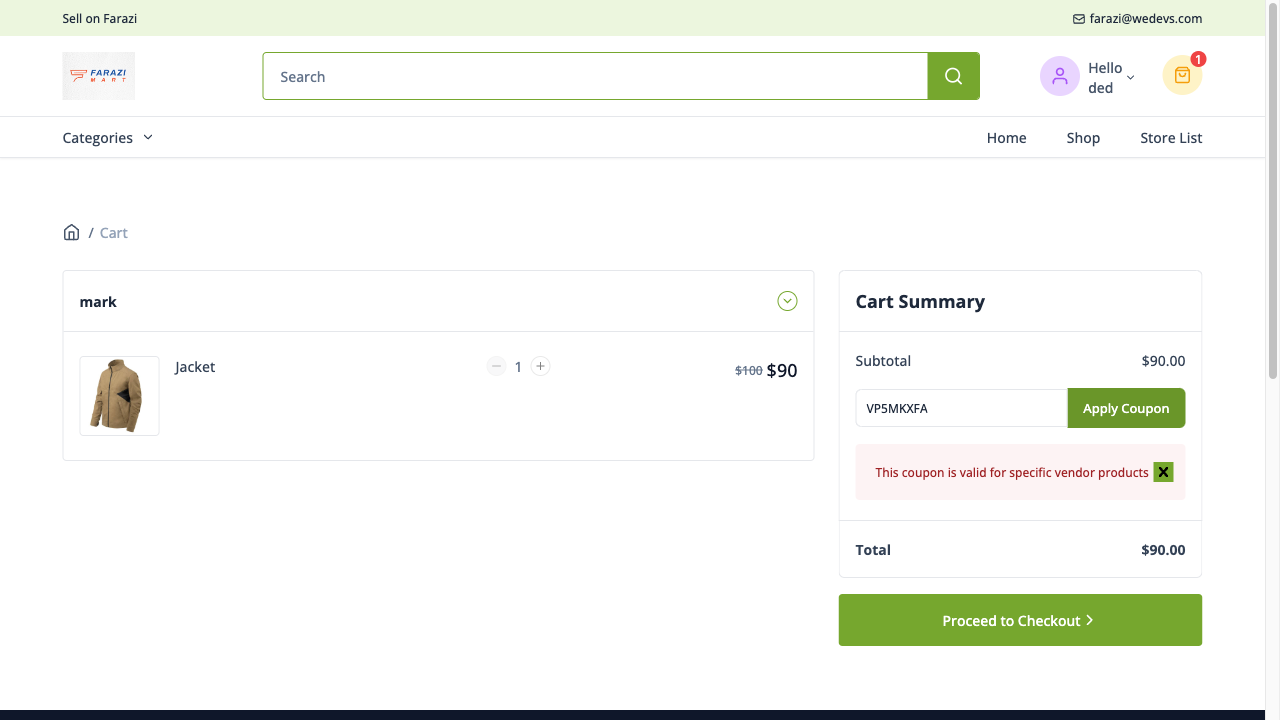 Sell on Farazi
farazi@wedevs.com
FARAZI
MART
Search
Hello
ded
1
Categories
Home
Shop
Store List
/ Cart
mark
Jacket
1
$100 $90
Cart Summary
Subtotal
$90.00
VP5MKXFA
Apply Coupon
This coupon is valid for specific vendor products
X
Total
$90.00
Proceed to Checkout